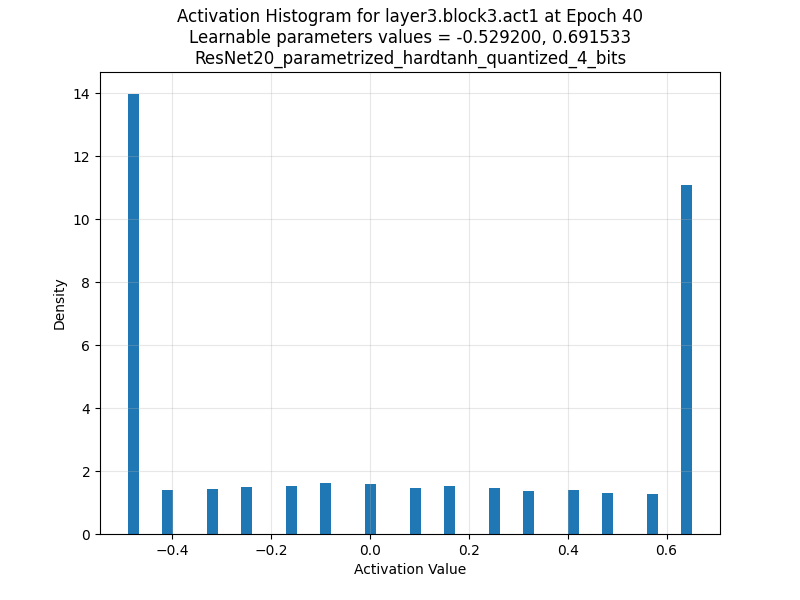 Activation Histogram for layer3.block3.act1 at Epoch 40
Learnable parameters values = -0.529200, 0.691533
ResNet20_parametrized_hardtanh_quantized_4_bits
14
12
10
8
6
4
2
0
Density
−0.4
−0.2
0.0
0.2
0.4
0.6
Activation Value